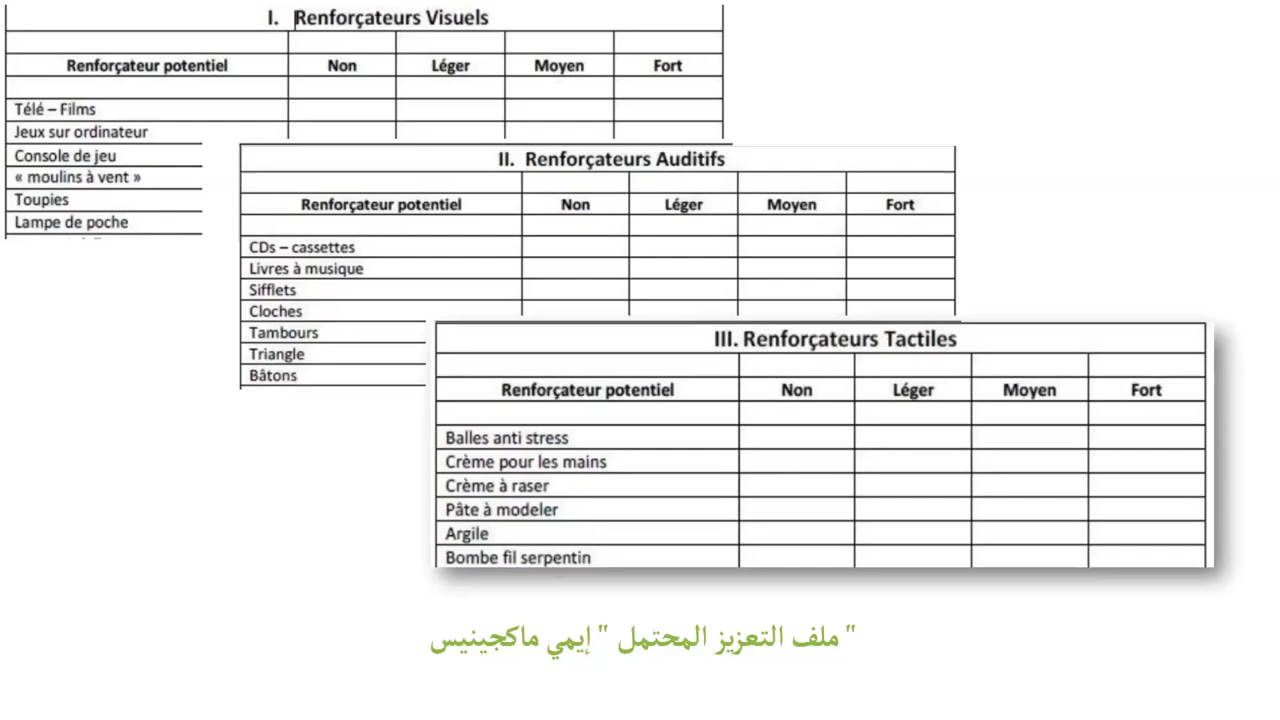 I. Renforçateurs Visuels
Renforçateur potentiel Non Léger Moyen Fort
Télé – Films
Jeux sur ordinateur
Console de jeu
« moulins à vent »
Toupies
Lampe de poche
II. Renforçateurs Auditifs
Renforçateur potentiel Non Léger Moyen Fort
CDs – cassettes
Livres à musique
Sifflets
Cloches
Tambours
Triangle
Bâtons
III. Renforçateurs Tactiles
Renforçateur potentiel Non Léger Moyen Fort
Balles anti stress
Crème pour les mains
Crème à raser
Pâte à modeler
Argile
Bombe fil serpentin
" ملف التعزيز المحتمل " إيمي ماكجينيس